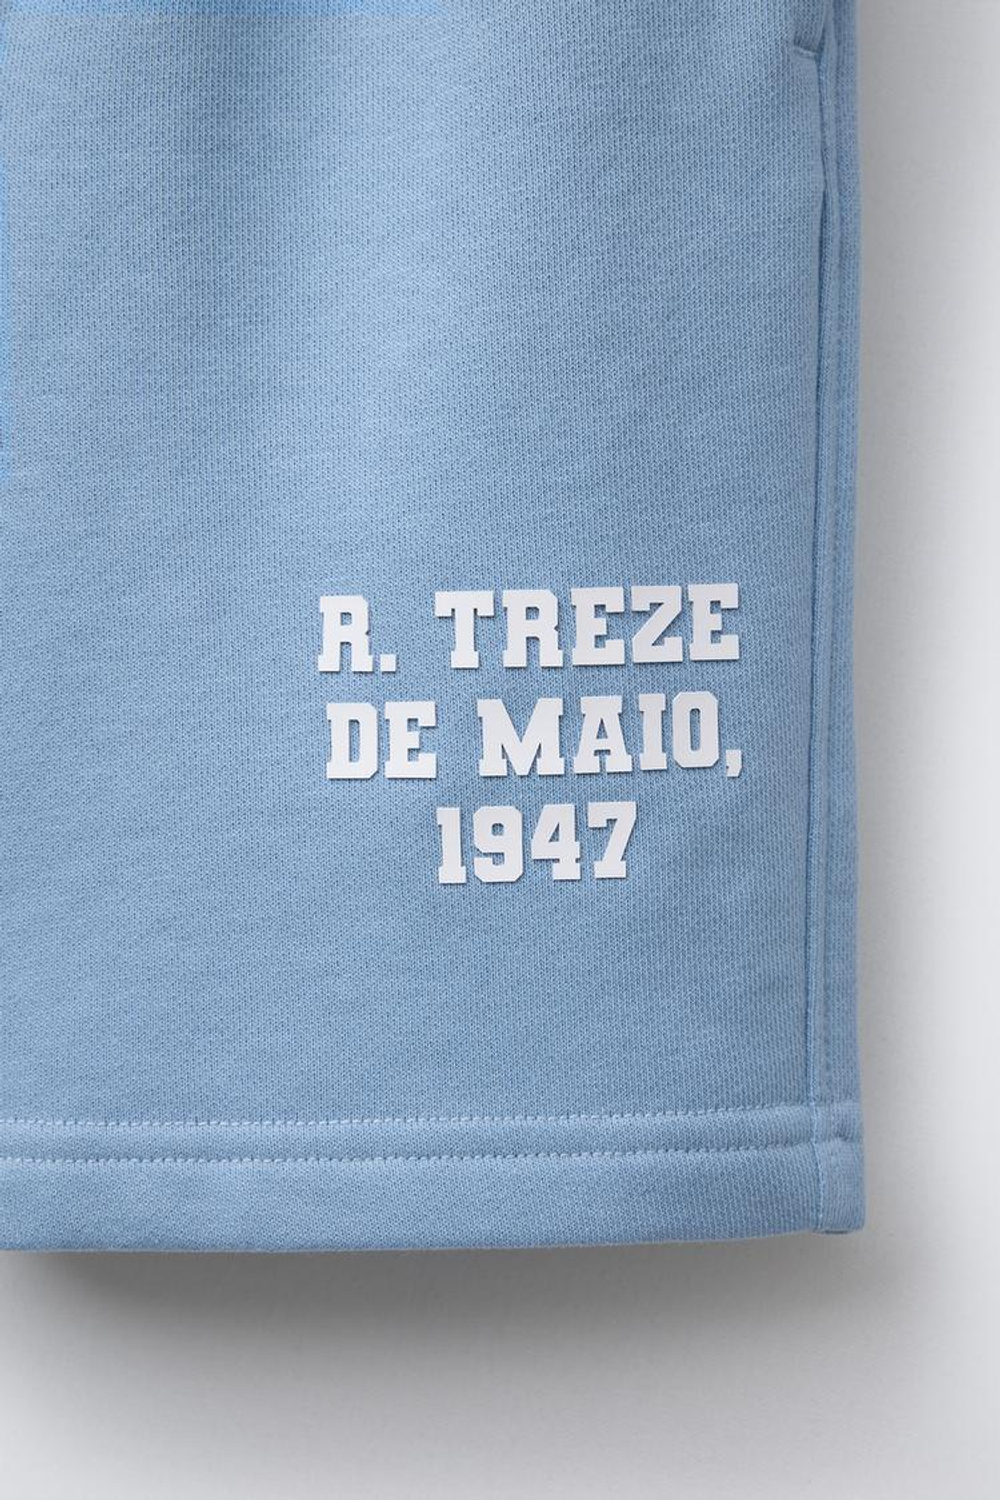 R. TREZE
DE MAIO,
1947